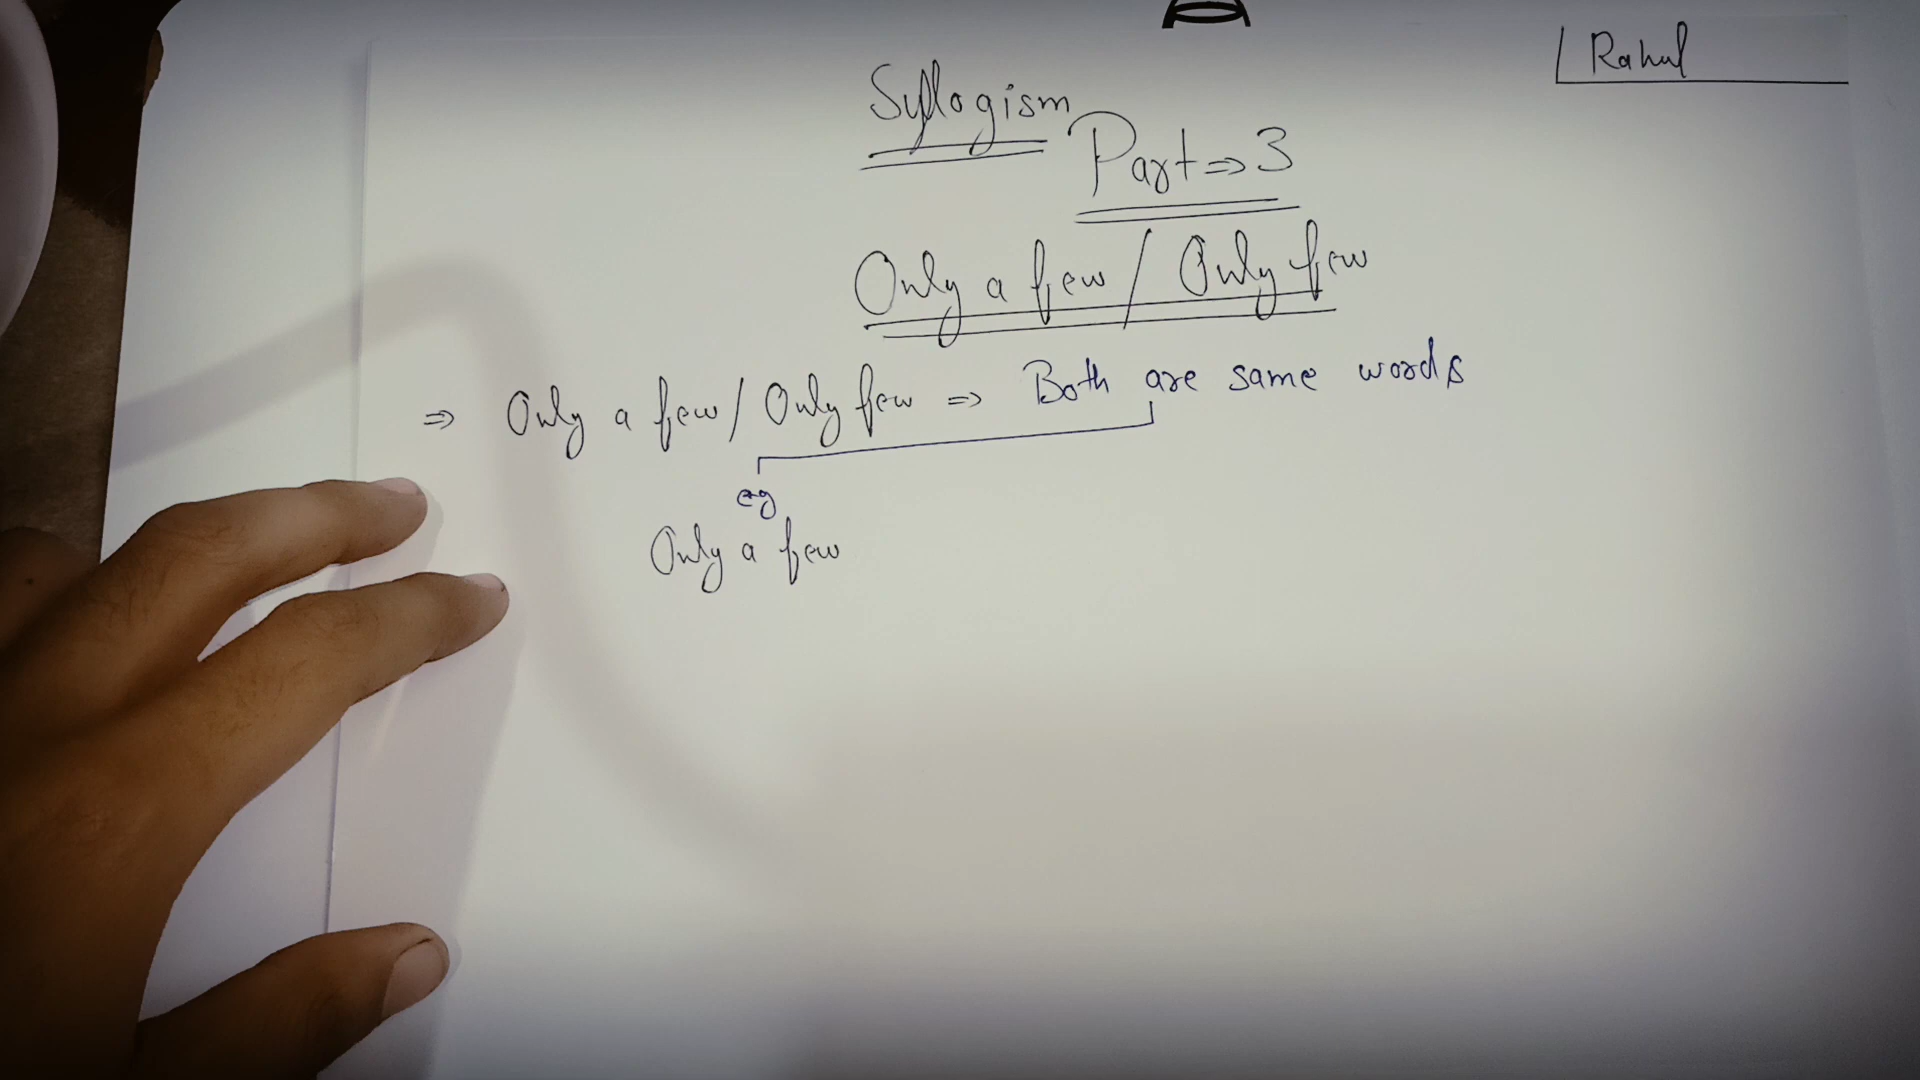 Rahul
Syllogism
Part ⇒ 3
Only a few / Only few
⇒ Only a few / Only few ⇒ Both are same words
eg
Only a few